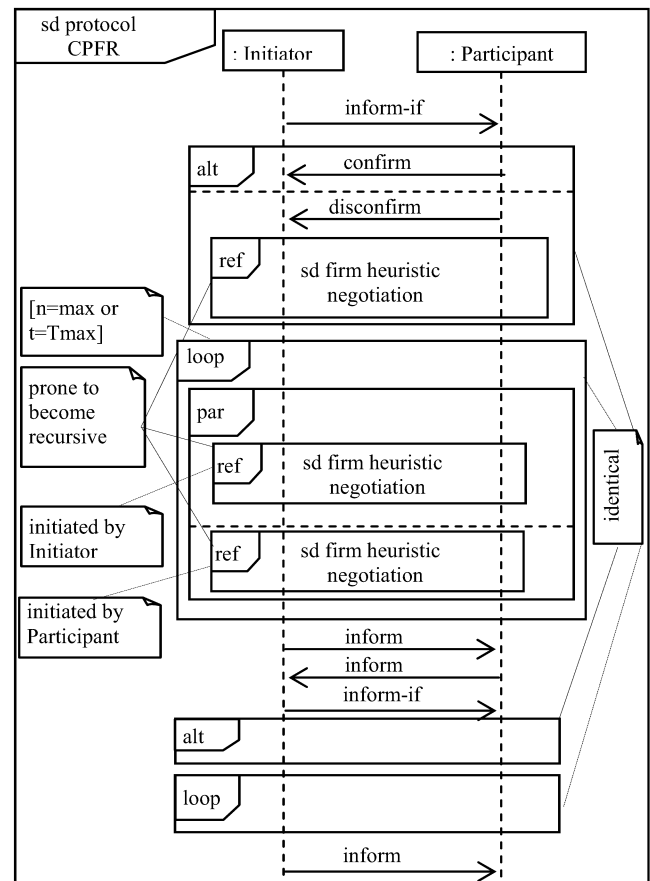 sd protocol
CPFR
: Initiator
: Participant
inform-if
alt
confirm
disconfirm
ref
sd firm heuristic
negotiation
[n=max or
t=Tmax]
loop
prone to
become
recursive
par
ref
sd firm heuristic
negotiation
identical
initiated by
Initiator
ref
sd firm heuristic
negotiation
initiated by
Participant
inform
inform
inform-if
alt
loop
inform